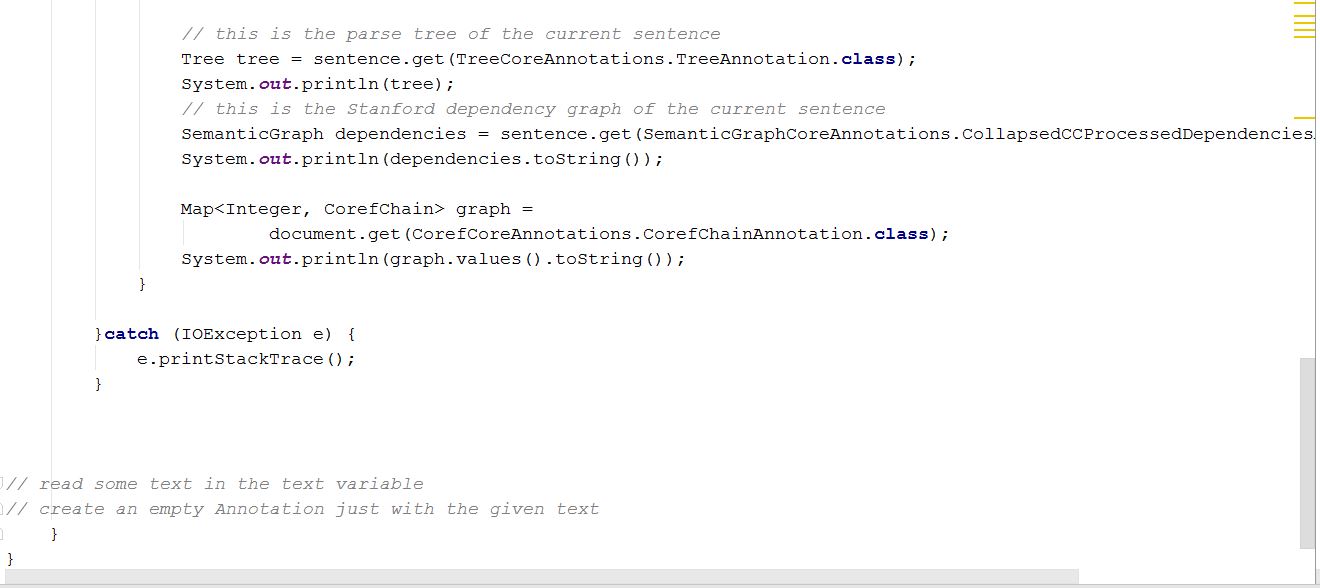 // this is the parse tree of the current sentence
Tree tree = sentence.get(TreeCoreAnnotations.TreeAnnotation.class);
System.out.println(tree);
// this is the Stanford dependency graph of the current sentence
SemanticGraph dependencies = sentence.get(SemanticGraphCoreAnnotations.CollapsedCCProcessedDependencies
System.out.println(dependencies.toString());
Map<Integer, CorefChain> graph =
document.get(CorefCoreAnnotations.CorefChainAnnotation.class);
System.out.println(graph.values().toString());
}
}catch (IOException e) {
e.printStackTrace();
}
// read some text in the text variable
// create an empty Annotation just with the given text
}
}